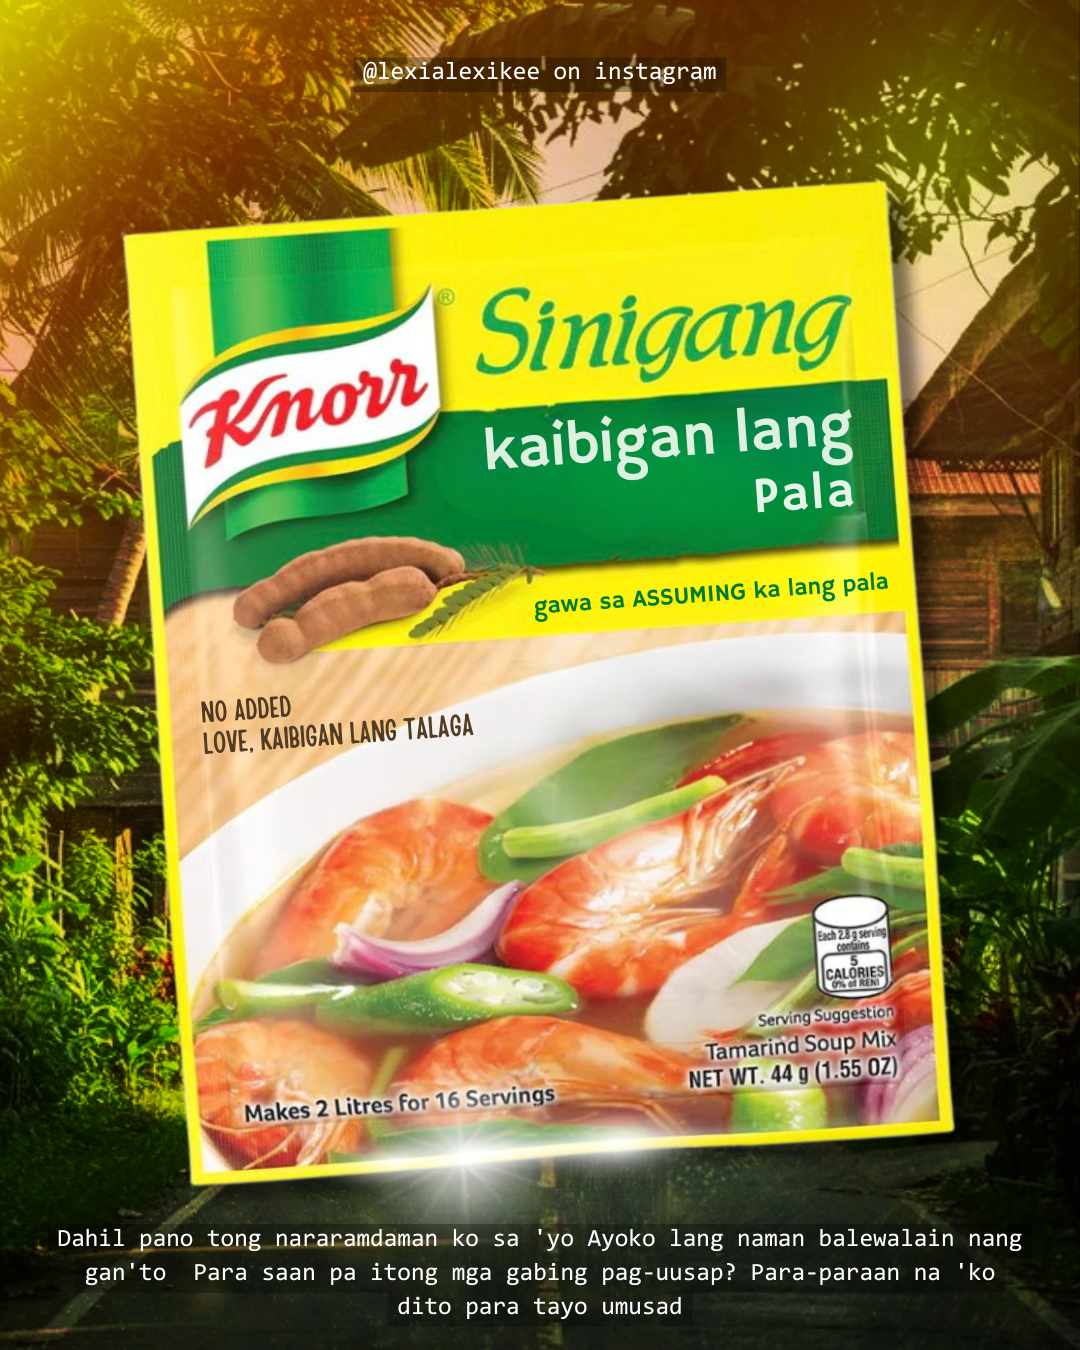 @lexialexikee on instagram
Knorr®
Sinigang
kaibigan lang
Pala
gawa sa ASSUMING ka lang pala
NO ADDED
LOVE, KAIBIGAN LANG TALAGA
Each 2.8 g serving
contains
5
CALORIES
0% of RENI
Serving Suggestion
Tamarind Soup Mix
NET WT. 44 g (1.55 OZ)
Makes 2 Litres for 16 Servings
Dahil pano tong nararamdaman ko sa 'yo Ayoko lang naman balewalain nang
gan'to  Para saan pa itong mga gabing pag-uusap? Para-paraan na 'ko
dito para tayo umusad